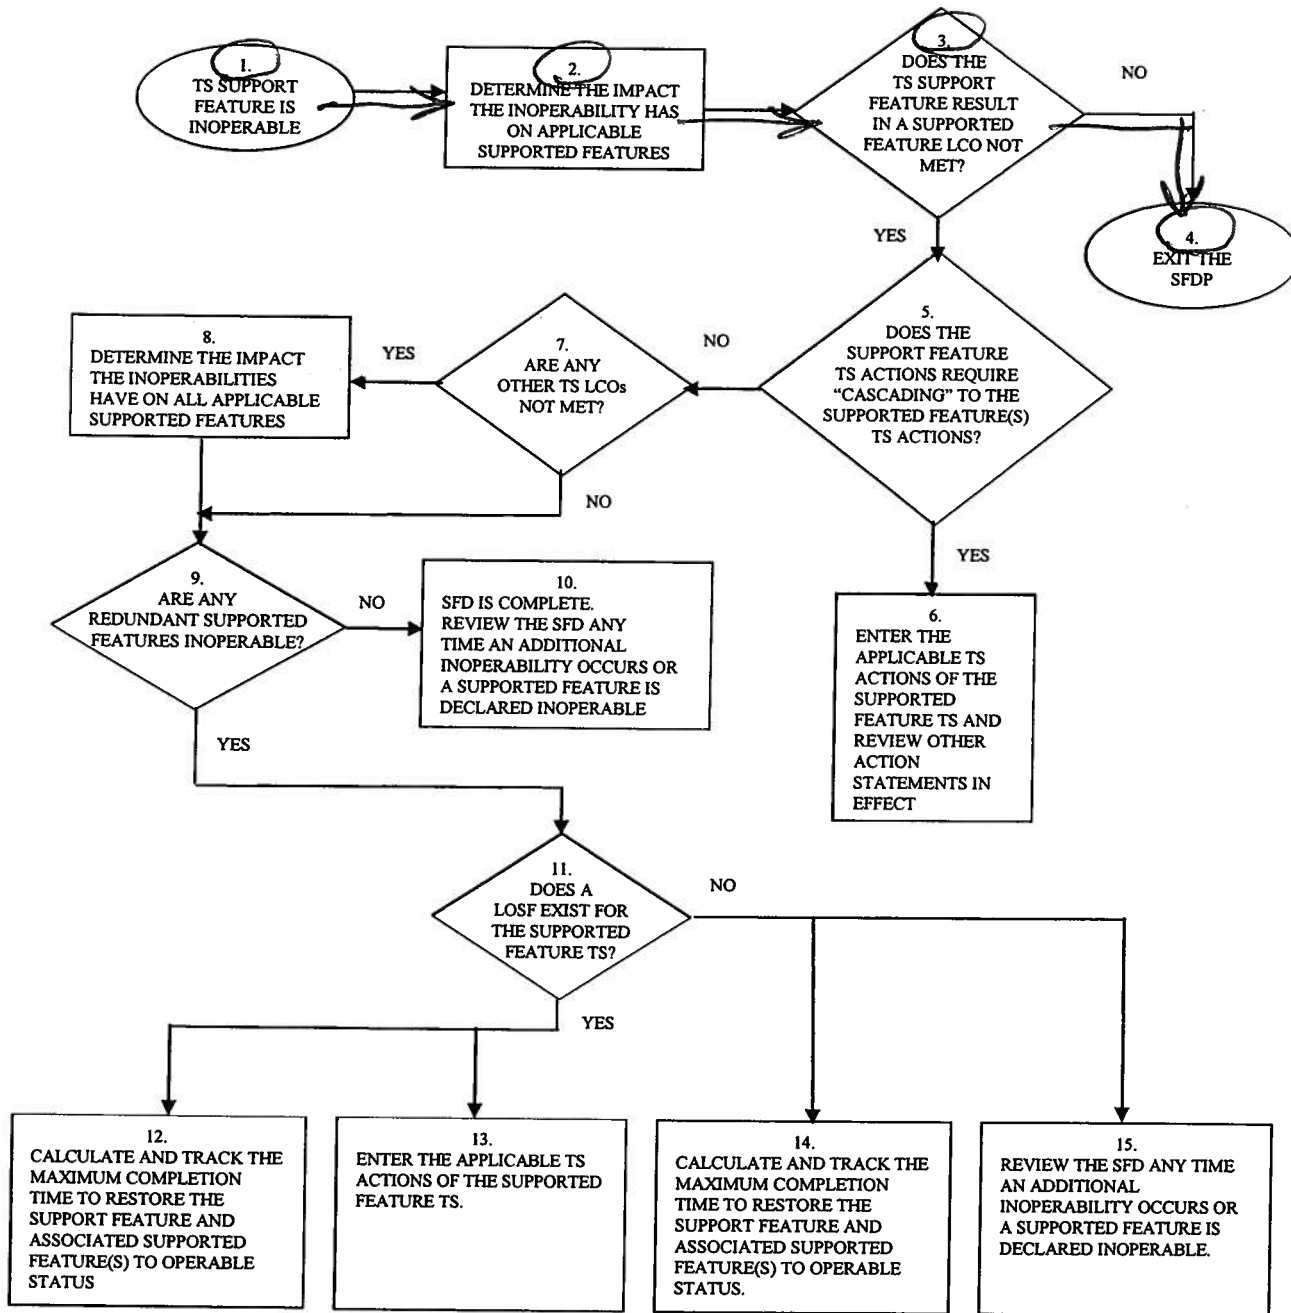 1.
TS SUPPORT
FEATURE IS
INOPERABLE
2.
DETERMINE THE IMPACT
THE INOPERABILITY HAS
ON APPLICABLE
SUPPORTED FEATURES
3.
DOES THE
TS SUPPORT
FEATURE RESULT
IN A SUPPORTED
FEATURE LCO NOT
MET?
NO
4.
EXIT THE
SFDP
YES
5.
DOES THE
SUPPORT FEATURE
TS ACTIONS REQUIRE
"CASCADING" TO THE
SUPPORTED FEATURE(S)
TS ACTIONS?
NO
7.
ARE ANY
OTHER TS LCOs
NOT MET?
YES
8.
DETERMINE THE IMPACT
THE INOPERABILITIES
HAVE ON ALL APPLICABLE
SUPPORTED FEATURES
NO
YES
6.
ENTER THE
APPLICABLE TS
ACTIONS OF THE
SUPPORTED
FEATURE TS AND
REVIEW OTHER
ACTION
STATEMENTS IN
EFFECT
9.
ARE ANY
REDUNDANT SUPPORTED
FEATURES INOPERABLE?
NO
10.
SFD IS COMPLETE.
REVIEW THE SFD ANY
TIME AN ADDITIONAL
INOPERABILITY OCCURS OR
A SUPPORTED FEATURE IS
DECLARED INOPERABLE
YES
11.
DOES A
LOSF EXIST FOR
THE SUPPORTED
FEATURE TS?
NO
YES
12.
CALCULATE AND TRACK THE
MAXIMUM COMPLETION
TIME TO RESTORE THE
SUPPORT FEATURE AND
ASSOCIATED SUPPORTED
FEATURE(S) TO OPERABLE
STATUS
13.
ENTER THE APPLICABLE TS
ACTIONS OF THE SUPPORTED
FEATURE TS.
14.
CALCULATE AND TRACK THE
MAXIMUM COMPLETION
TIME TO RESTORE THE
SUPPORT FEATURE AND
ASSOCIATED SUPPORTED
FEATURE(S) TO OPERABLE
STATUS.
15.
REVIEW THE SFD ANY TIME
AN ADDITIONAL
INOPERABILITY OCCURS OR
A SUPPORTED FEATURE IS
DECLARED INOPERABLE.